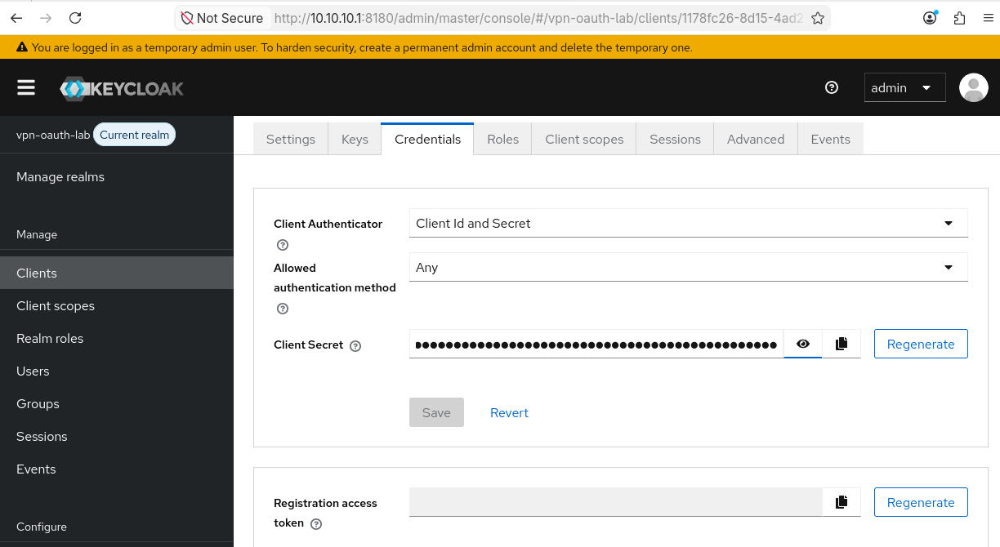 Not Secure http://10.10.10.1:8180/admin/master/console/#/vpn-oauth-lab/clients/1178fc26-8d15-4ad2
You are logged in as a temporary admin user. To harden security, create a permanent admin account and delete the temporary one.
KEYCLOAK
admin
vpn-oauth-lab Current realm
Manage realms
Manage
Clients
Client scopes
Realm roles
Users
Groups
Sessions
Events
Configure
Settings Keys Credentials Roles Client scopes Sessions Advanced Events
Client Authenticator
Client Id and Secret
Allowed
authentication method
Any
Client Secret
Regenerate
Save Revert
Registration access
token
Regenerate